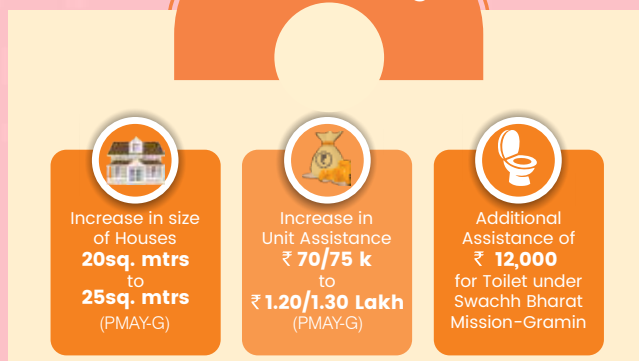 Increase in size
of Houses
20sq. mtrs
to
25sq. mtrs
(PMAY-G)
Increase in
Unit Assistance
₹ 70/75 k
to
₹ 1.20/1.30 Lakh
(PMAY-G)
Additional
Assistance of
₹ 12,000
for Toilet under
Swachh Bharat
Mission-Gramin